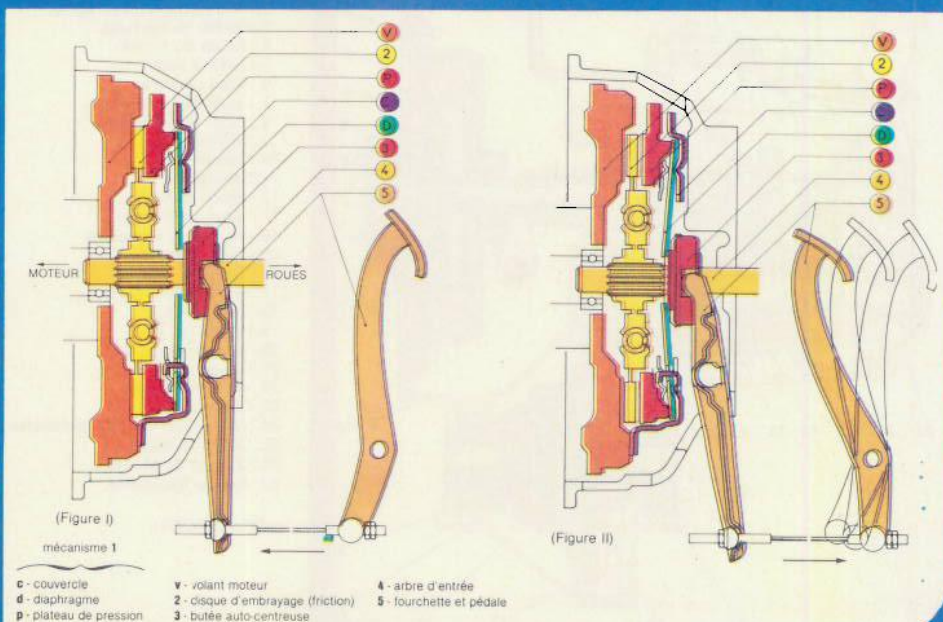 V
2
P
C
D
3
4
5
MOTEUR
ROUES
(Figure I)
V
2
P
C
D
3
4
5
(Figure II)
mécanisme 1
c - couvercle
d - diaphragme
p - plateau de pression
v - volant moteur
2 - disque d'embrayage (friction)
3 - butée auto-centreuse
4 - arbre d'entrée
5 - fourchette et pédale